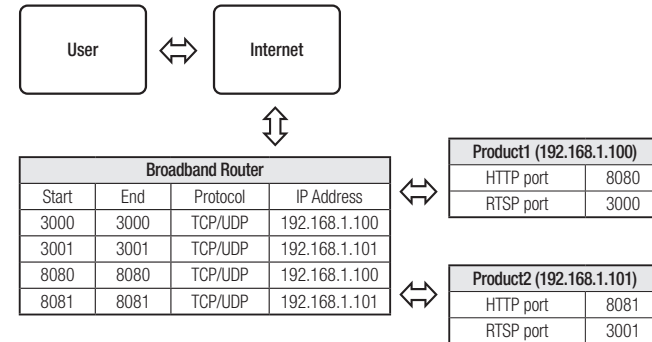 User
Internet
Broadband Router
Start End Protocol IP Address
3000 3000 TCP/UDP 192.168.1.100
3001 3001 TCP/UDP 192.168.1.101
8080 8080 TCP/UDP 192.168.1.100
8081 8081 TCP/UDP 192.168.1.101
Product1 (192.168.1.100)
HTTP port 8080
RTSP port 3000
Product2 (192.168.1.101)
HTTP port 8081
RTSP port 3001